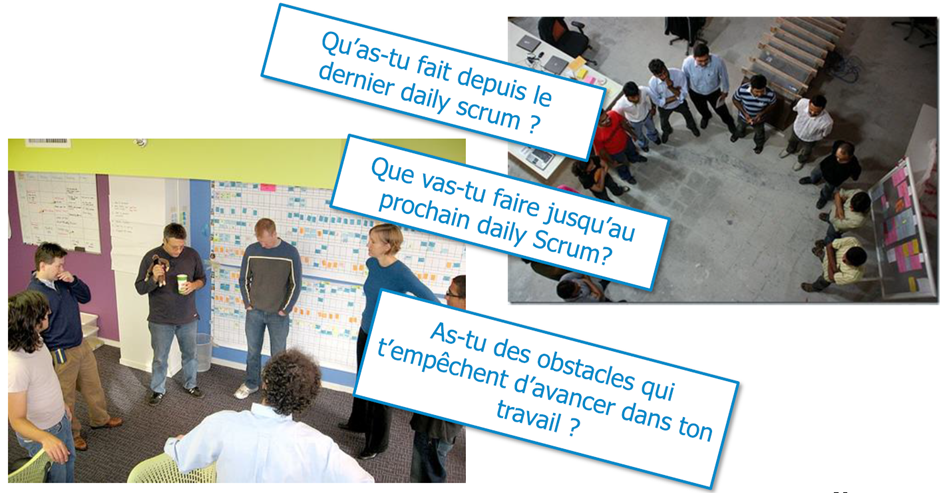 Qu'as-tu fait depuis le
dernier daily scrum ?
Que vas-tu faire jusqu'au
prochain daily Scrum?
As-tu des obstacles qui
t'empêchent d'avancer dans ton
travail ?